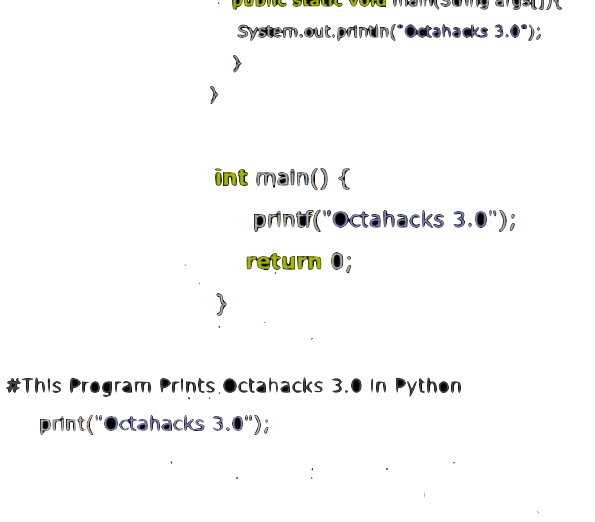 public static void main(String args[]){
System.out.println("Octahacks 3.0");
}
}
int main() {
printf("Octahacks 3.0");
return 0;
}
#This Program Prints Octahacks 3.0 in Python
print("Octahacks 3.0");